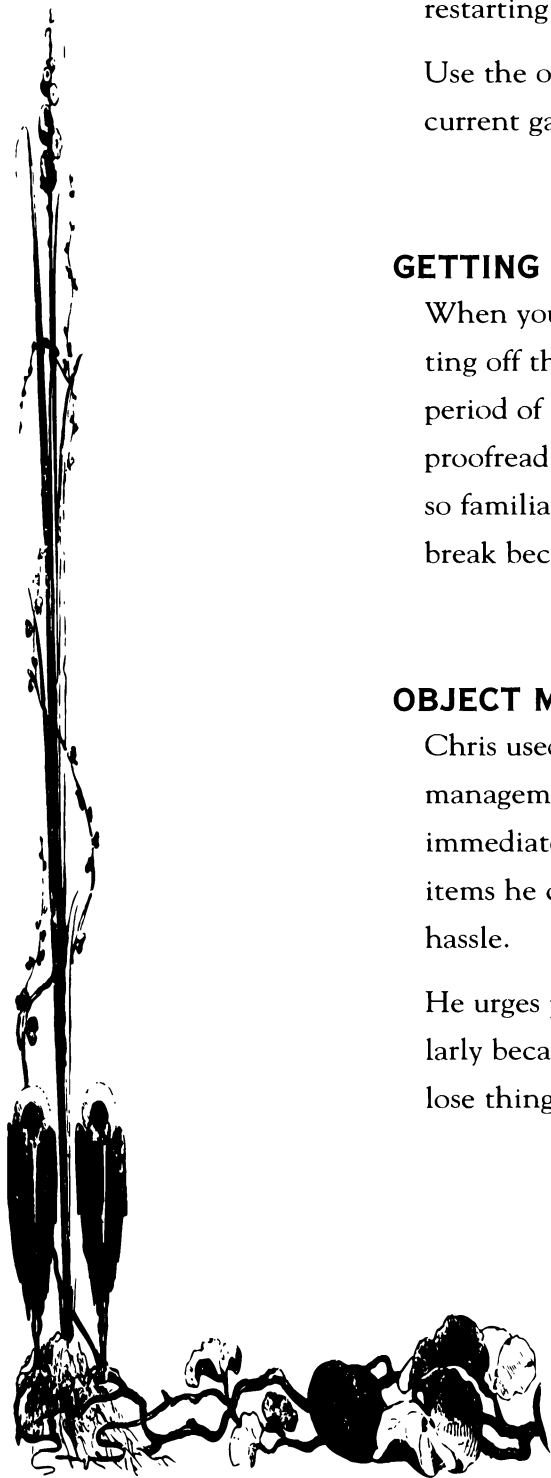 restarting
Use the o
current ga
GETTING
When you
ting off th
period of
proofread
so familia
break bec
OBJECT M
Chris used
managem
immediate
items he c
hassle.
He urges
larly beca
lose thing